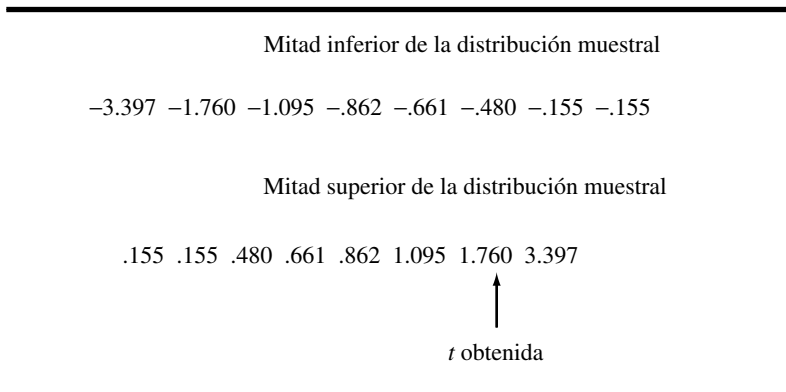 Mitad inferior de la distribución muestral
−3.397 −1.760 −1.095 −.862 −.661 −.480 −.155 −.155
Mitad superior de la distribución muestral
.155 .155 .480 .661 .862 1.095 1.760 3.397
t obtenida